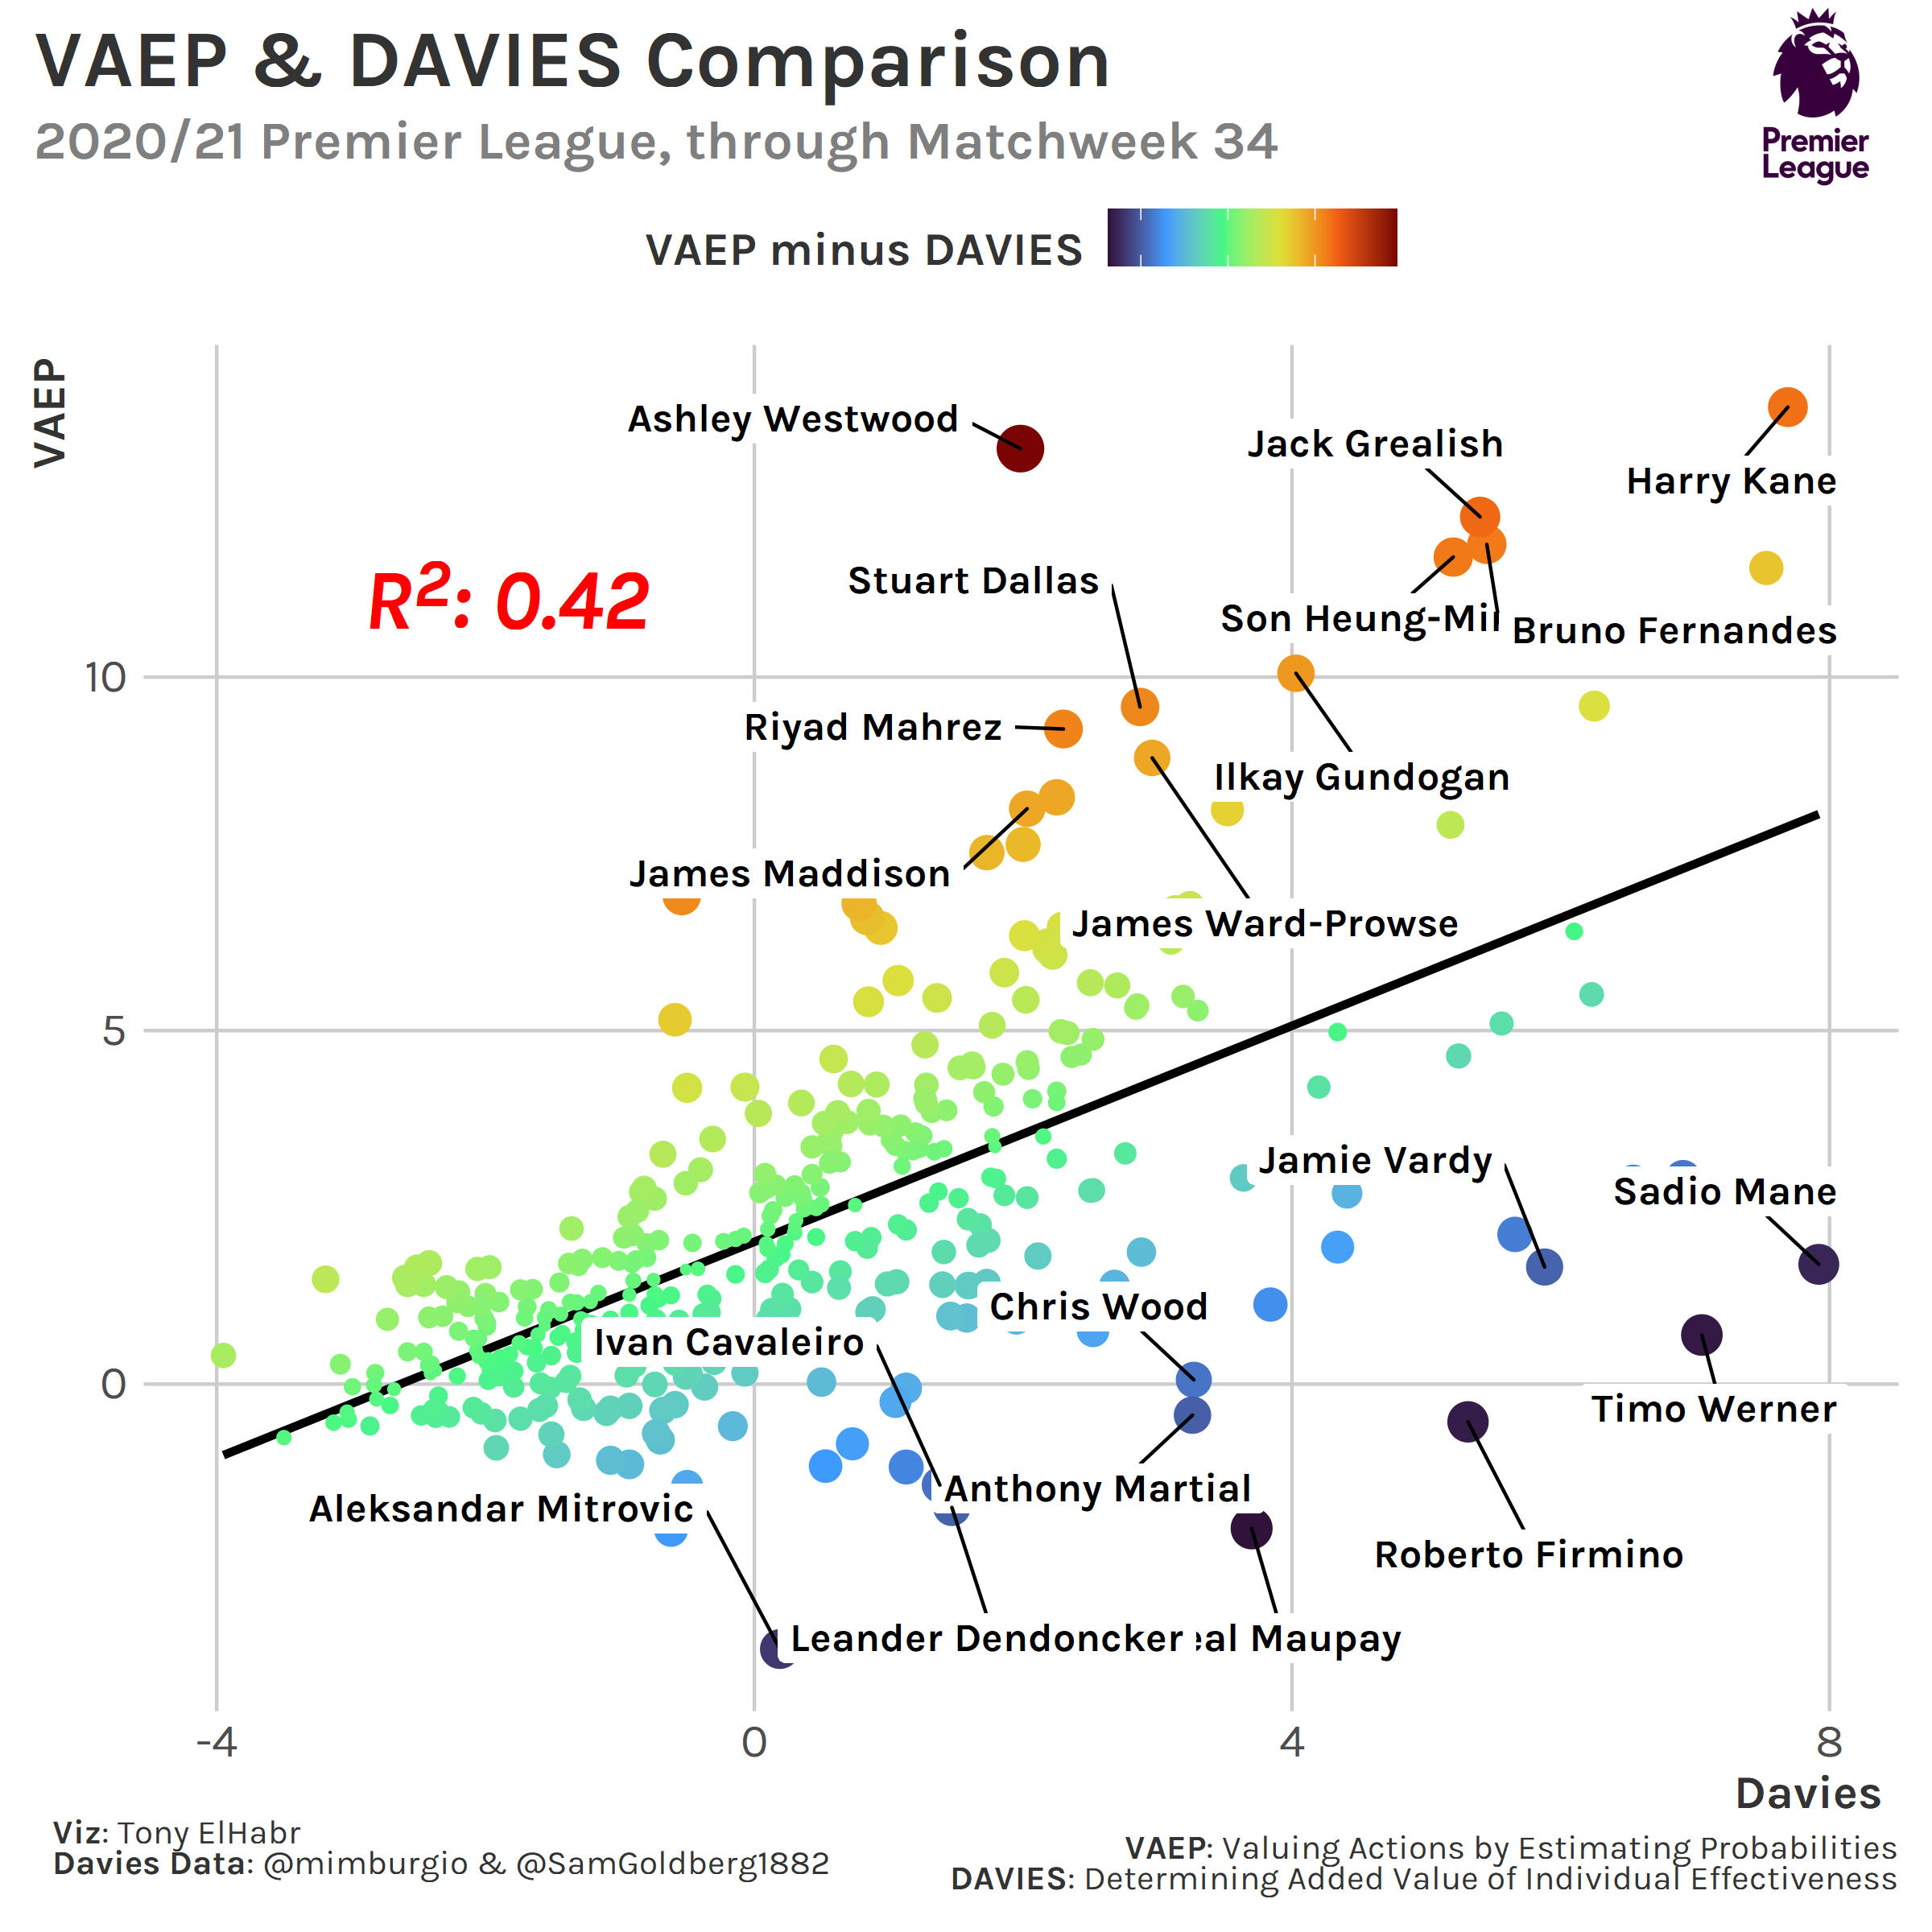 VAEP & DAVIES Comparison
2020/21 Premier League, through Matchweek 34
Premier
League
VAEP minus DAVIES
VAEP
Ashley Westwood
Jack Grealish
Harry Kane
R²: 0.42
Stuart Dallas
Son Heung-Mi
Bruno Fernandes
10
Riyad Mahrez
Ilkay Gundogan
James Maddison
James Ward-Prowse
5
Jamie Vardy
Sadio Mane
Chris Wood
Ivan Cavaleiro
0
Timo Werner
Anthony Martial
Aleksandar Mitrovic
Roberto Firmino
Leander Dendoncker
eal Maupay
-4
0
4
8
Davies
Viz: Tony ElHabr
Davies Data: @mimburgio & @SamGoldberg1882
VAEP: Valuing Actions by Estimating Probabilities
DAVIES: Determining Added Value of Individual Effectiveness